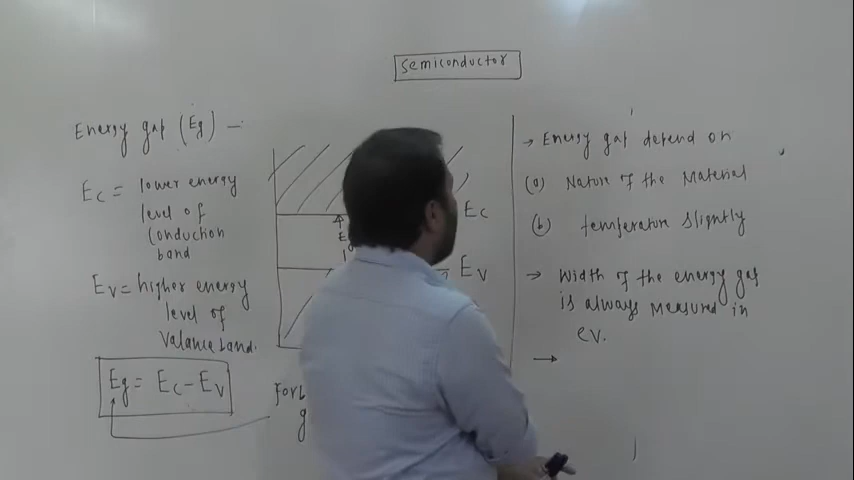 Semiconductor
Energy gap (Eg) -
Ec = lower energy
level of
Conduction
band
Ev = higher energy
level of
Valance band.
Eg = Ec - Ev
Ec
Ev
→ Energy gap depend on
(a) Nature of the Material
(b) temperature slightly
→ Width of the energy gap
is always measured in
ev.
→